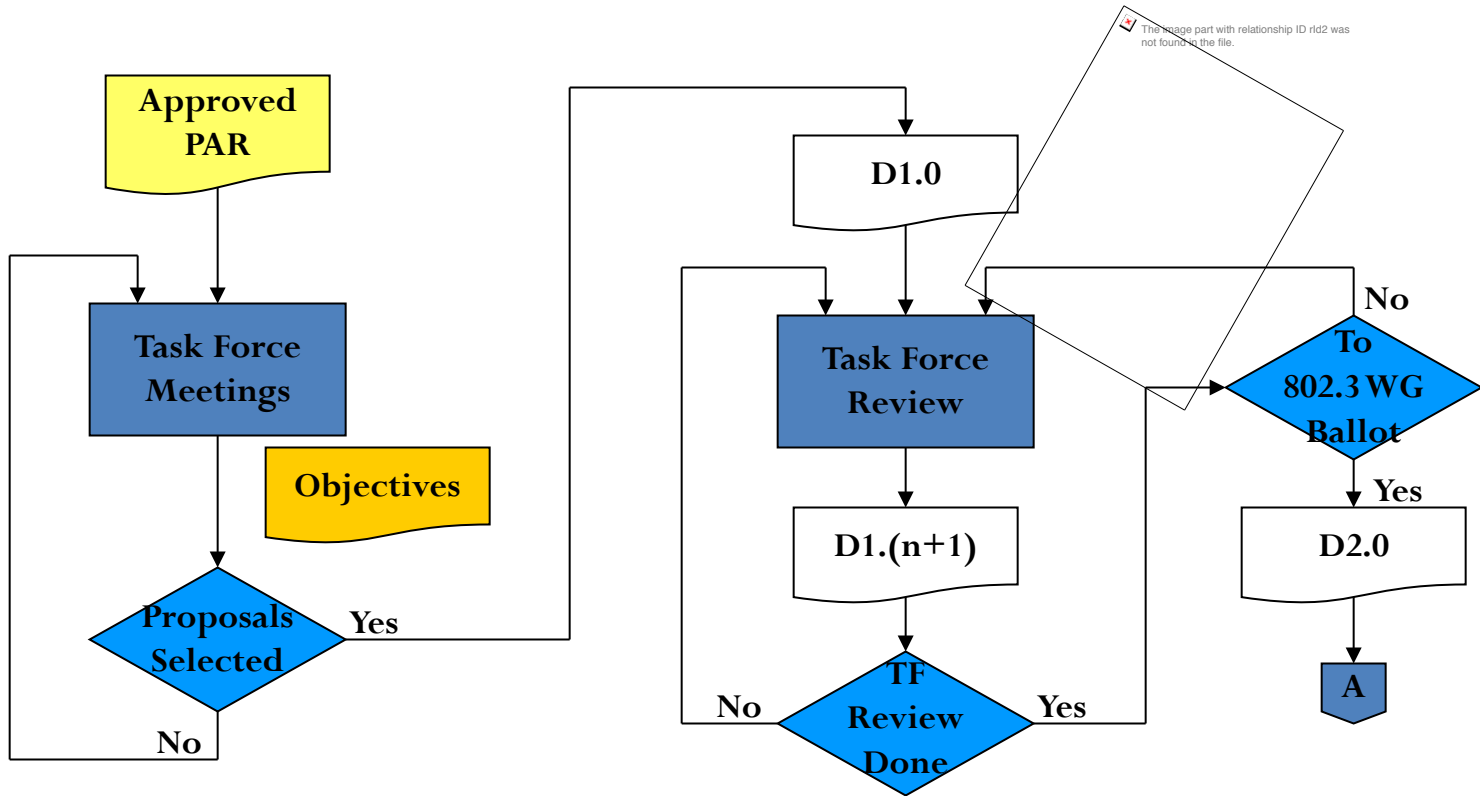 Approved
PAR
Task Force
Meetings
Objectives
Proposals
Selected
Yes
No
D1.0
Task Force
Review
D1.(n+1)
TF
Review
Done
No
Yes
The image part with relationship ID rId2 was
not found in the file.
No
To
802.3 WG
Ballot
Yes
D2.0
A